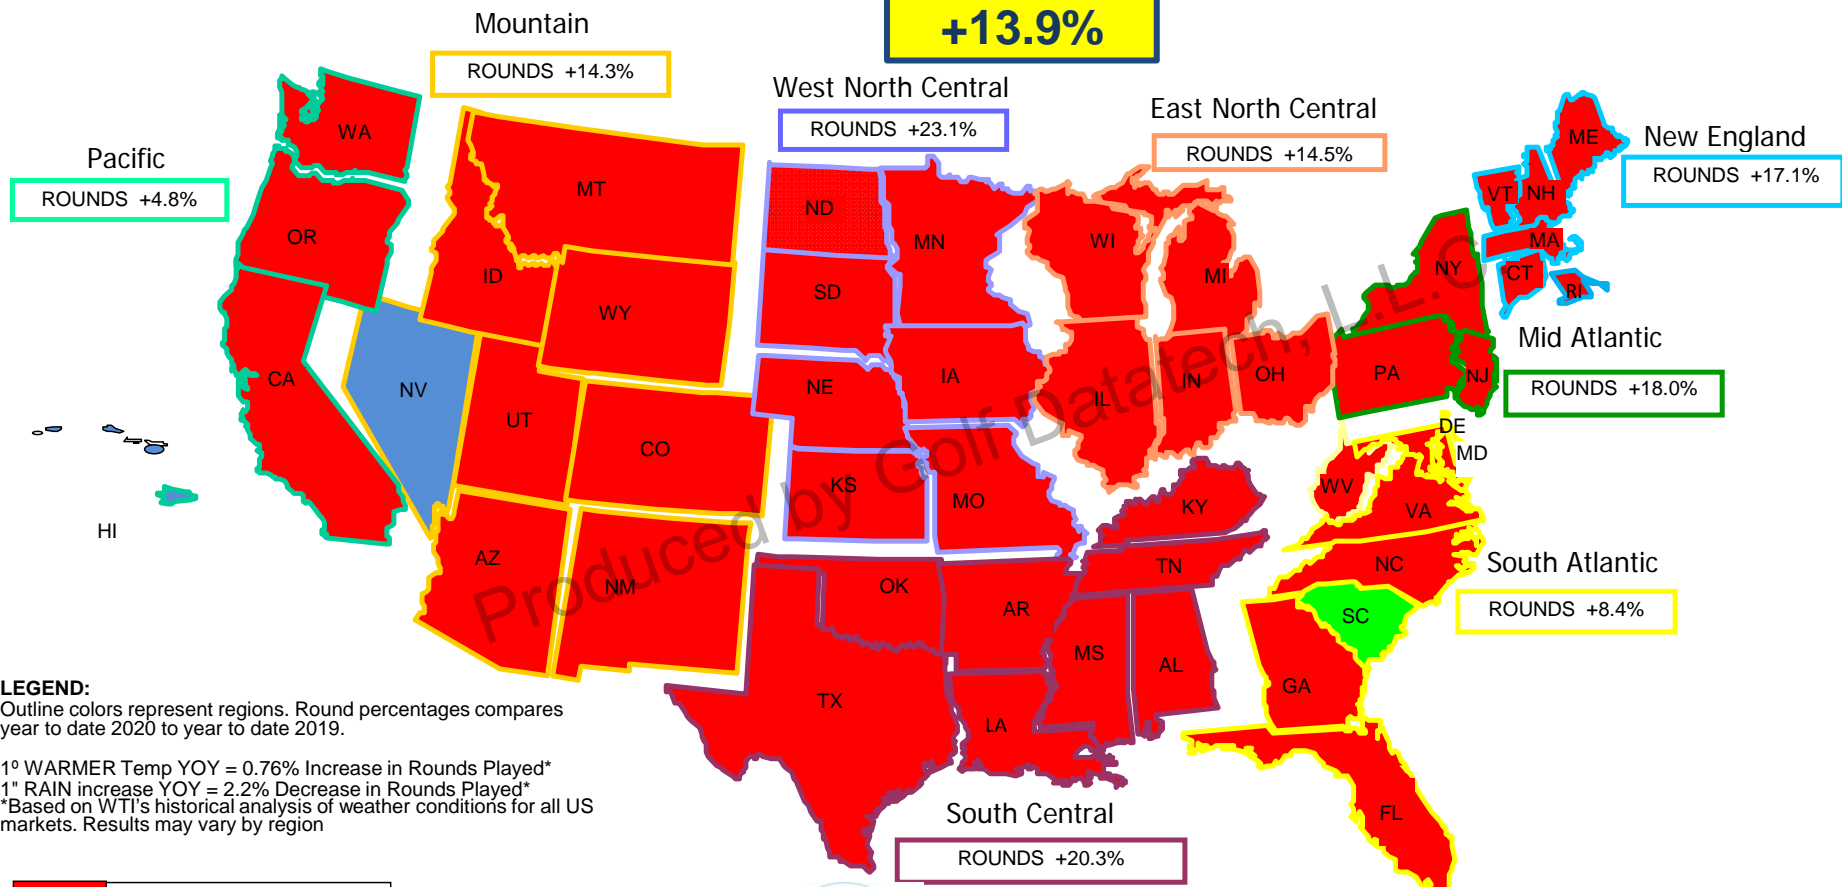 +13.9%
Mountain
ROUNDS +14.3%
West North Central
ROUNDS +23.1%
East North Central
ROUNDS +14.5%
New England
ROUNDS +17.1%
Pacific
ROUNDS +4.8%
Mid Atlantic
ROUNDS +18.0%
South Atlantic
ROUNDS +8.4%
South Central
ROUNDS +20.3%
WA
OR
CA
HI
MT
ID
WY
NV
UT
CO
AZ
NM
ND
SD
NE
KS
MN
IA
MO
WI
MI
IL
IN
OH
ME
VT
NH
MA
CT
RI
NY
PA
NJ
DE
MD
WV
VA
NC
SC
GA
FL
KY
TN
OK
AR
TX
LA
MS
AL
Produced by Golf Datatech, L.L.C
LEGEND:
Outline colors represent regions. Round percentages compares
year to date 2020 to year to date 2019.
1º WARMER Temp YOY = 0.76% Increase in Rounds Played*
1" RAIN increase YOY = 2.2% Decrease in Rounds Played*
*Based on WTI's historical analysis of weather conditions for all US
markets. Results may vary by region